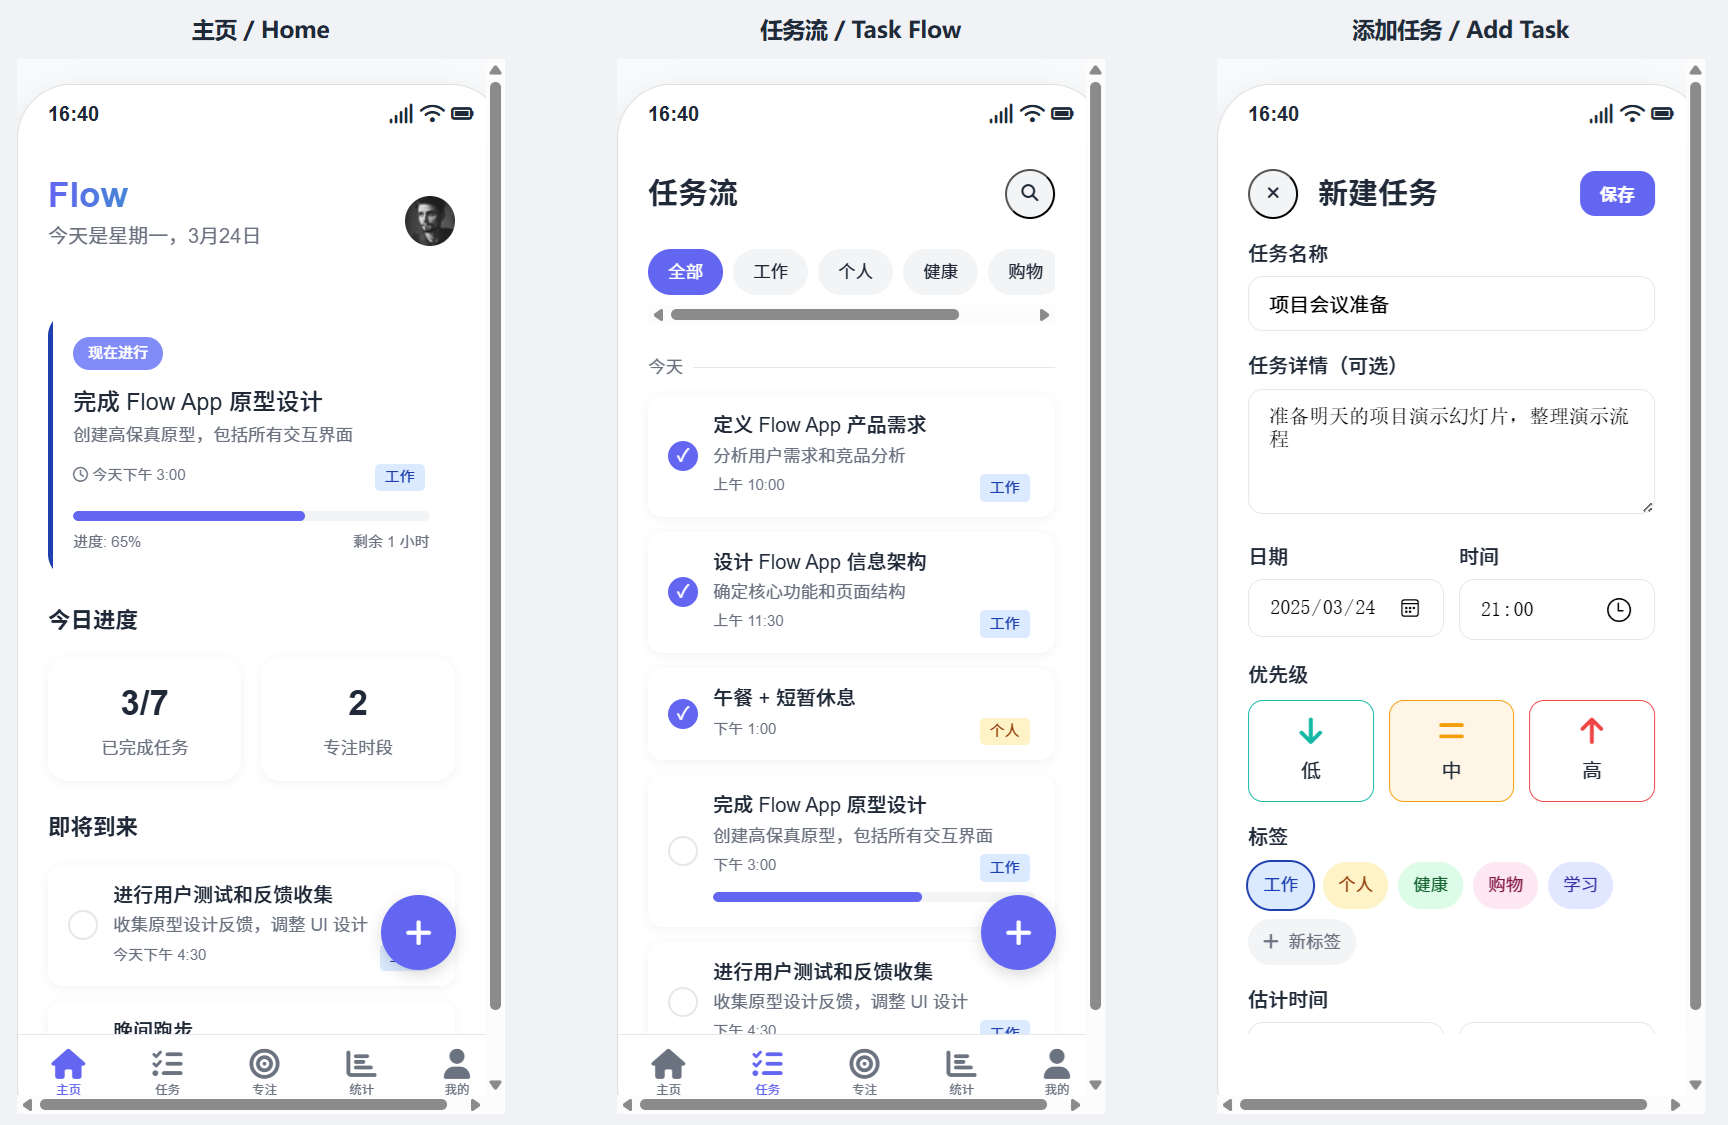 主页 / Home
16:40
Flow
今天是星期一，3月24日
现在进行
完成 Flow App 原型设计
创建高保真原型，包括所有交互界面
今天下午 3:00
工作
进度: 65%
剩余 1 小时
今日进度
3/7
已完成任务
2
专注时段
即将到来
进行用户测试和反馈收集
收集原型设计反馈，调整 UI 设计
今天下午 4:30
晚间跑步
主页
任务
专注
统计
我的
任务流 / Task Flow
16:40
任务流
全部
工作
个人
健康
购物
今天
定义 Flow App 产品需求
分析用户需求和竞品分析
上午 10:00
工作
设计 Flow App 信息架构
确定核心功能和页面结构
上午 11:30
工作
午餐 + 短暂休息
下午 1:00
个人
完成 Flow App 原型设计
创建高保真原型，包括所有交互界面
下午 3:00
工作
进行用户测试和反馈收集
收集原型设计反馈，调整 UI 设计
下午 4:30
工作
主页
任务
专注
统计
我的
添加任务 / Add Task
16:40
新建任务
保存
任务名称
项目会议准备
任务详情（可选）
准备明天的项目演示幻灯片，整理演示流
程
日期
时间
2025/03/24
21:00
优先级
低
中
高
标签
工作
个人
健康
购物
学习
+ 新标签
估计时间